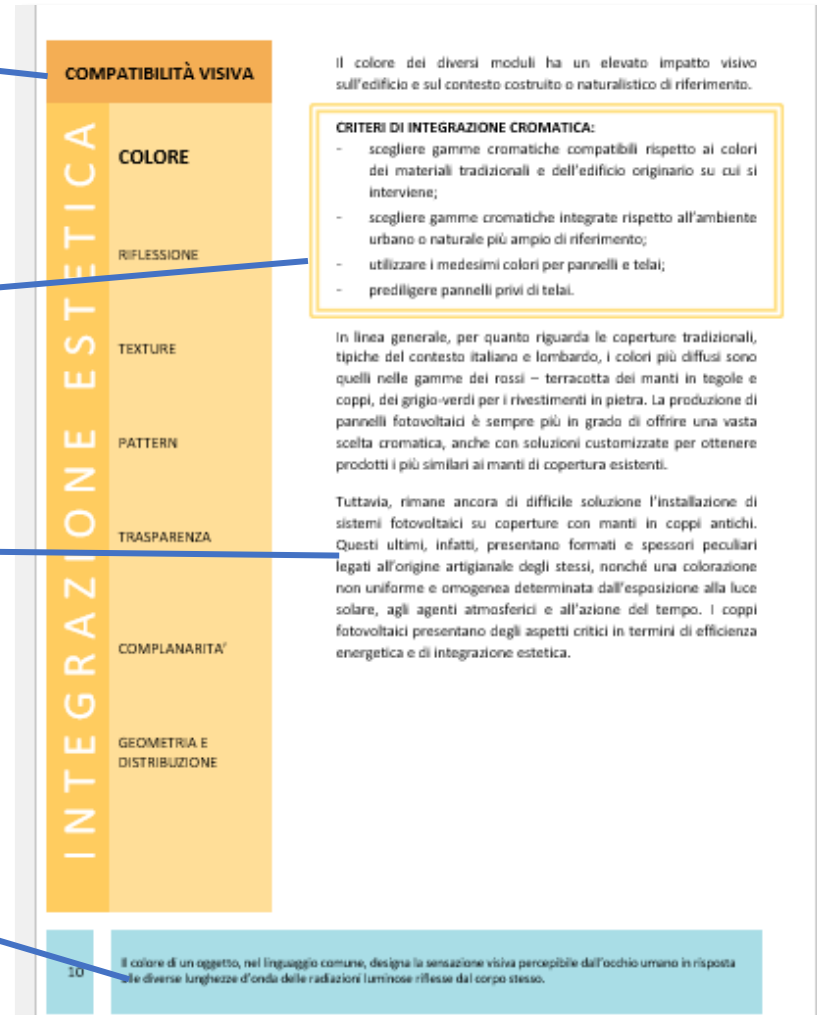 COMPATIBILITÀ VISIVA
INTEGRAZIONE ESTETICA
COLORE
RIFLESSIONE
TEXTURE
PATTERN
TRASPARENZA
COMPLANARITA'
GEOMETRIA E
DISTRIBUZIONE
Il colore dei diversi moduli ha un elevato impatto visivo
sull'edificio e sul contesto costruito o naturalistico di riferimento.
CRITERI DI INTEGRAZIONE CROMATICA:
- scegliere gamme cromatiche compatibili rispetto ai colori
dei materiali tradizionali e dell'edificio originario su cui si
interviene;
- scegliere gamme cromatiche integrate rispetto all'ambiente
urbano o naturale più ampio di riferimento;
- utilizzare i medesimi colori per pannelli e telai;
- prediligere pannelli privi di telai.
In linea generale, per quanto riguarda le coperture tradizionali,
tipiche del contesto italiano e lombardo, i colori più diffusi sono
quelli nelle gamme dei rossi – terracotta dei manti in tegole e
coppi, dei grigio-verdi per i rivestimenti in pietra. La produzione di
pannelli fotovoltaici è sempre più in grado di offrire una vasta
scelta cromatica, anche con soluzioni customizzate per ottenere
prodotti i più similari ai manti di copertura esistenti.
Tuttavia, rimane ancora di difficile soluzione l'installazione di
sistemi fotovoltaici su coperture con manti in coppi antichi.
Questi ultimi, infatti, presentano formati e spessori peculiari
legati all'origine artigianale degli stessi, nonché una colorazione
non uniforme e omogenea determinata dall'esposizione alla luce
solare, agli agenti atmosferici e all'azione del tempo. I coppi
fotovoltaici presentano degli aspetti critici in termini di efficienza
energetica e di integrazione estetica.
10
Il colore di un oggetto, nel linguaggio comune, designa la sensazione visiva percepibile dall'occhio umano in risposta
alle diverse lunghezze d'onda delle radiazioni luminose riflesse dal corpo stesso.